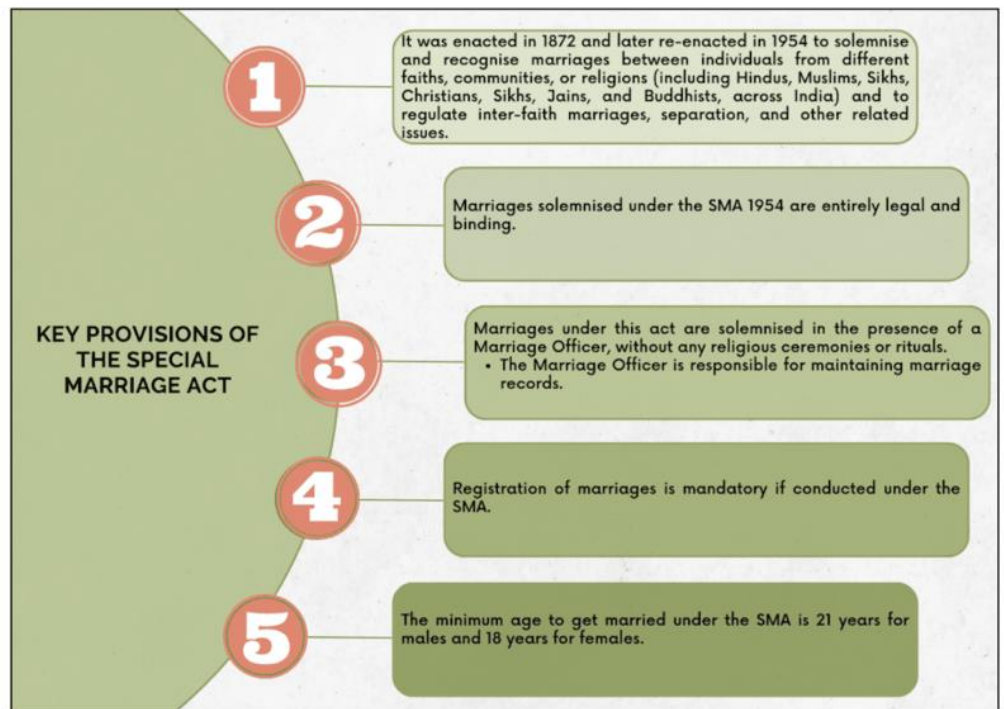 KEY PROVISIONS OF
THE SPECIAL
MARRIAGE ACT
1
It was enacted in 1872 and later re-enacted in 1954 to solemnise
and recognise marriages between individuals from different
faiths, communities, or religions (including Hindus, Muslims, Sikhs,
Christians, Sikhs, Jains, and Buddhists, across India) and to
regulate inter-faith marriages, separation, and other related
issues.
2
Marriages solemnised under the SMA 1954 are entirely legal and
binding.
3
Marriages under this act are solemnised in the presence of a
Marriage Officer, without any religious ceremonies or rituals.
• The Marriage Officer is responsible for maintaining marriage
records.
4
Registration of marriages is mandatory if conducted under the
SMA.
5
The minimum age to get married under the SMA is 21 years for
males and 18 years for females.